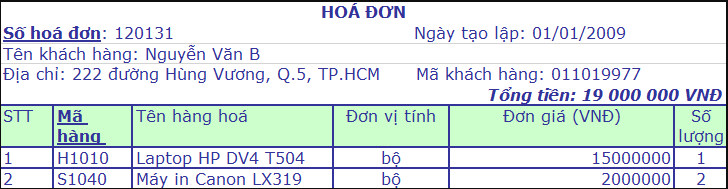 HOÁ ĐƠN
Số hoá đơn: 120131 Ngày tạo lập: 01/01/2009
Tên khách hàng: Nguyễn Văn B
Địa chỉ: 222 đường Hùng Vương, Q.5, TP.HCM Mã khách hàng: 011019977
Tổng tiền: 19 000 000 VNĐ
STT Mã hàng Tên hàng hoá Đơn vị tính Đơn giá (VNĐ) Số lượng
1 H1010 Laptop HP DV4 T504 bộ 15000000 1
2 S1040 Máy in Canon LX319 bộ 2000000 2